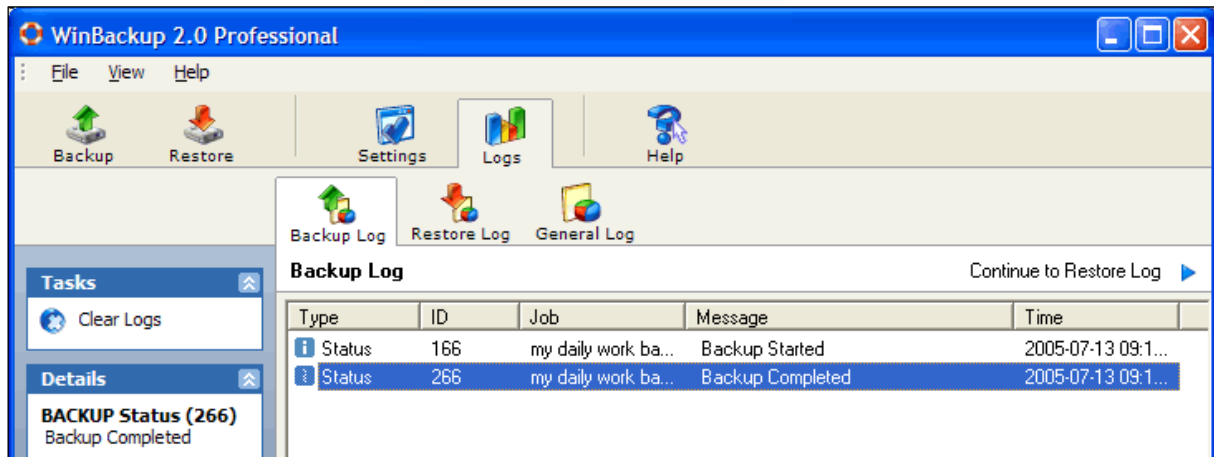 WinBackup 2.0 Professional
File View Help
Backup Restore Settings Logs Help
Backup Log Restore Log General Log
Tasks
Clear Logs
Details
BACKUP Status (266)
Backup Completed
Backup Log Continue to Restore Log
Type ID Job Message Time
Status 166 my daily work ba... Backup Started 2005-07-13 09:1...
Status 266 my daily work ba... Backup Completed 2005-07-13 09:1...